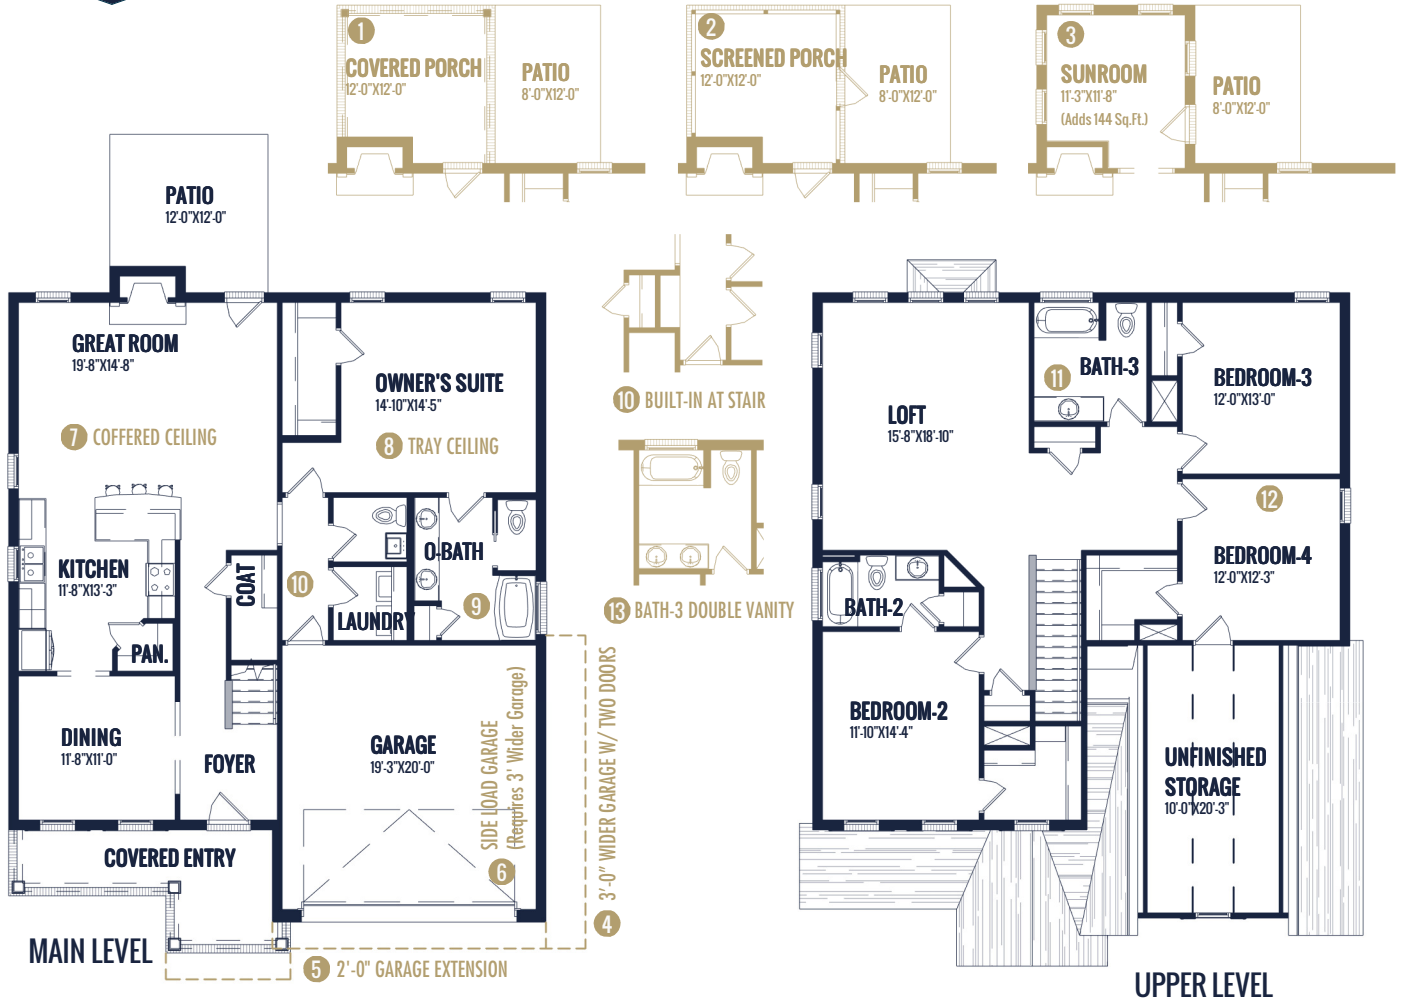 1
COVERED PORCH
12'-0"X12'-0"
PATIO
8'-0"X12'-0"
2
SCREENED PORCH
12'-0"X12'-0"
PATIO
8'-0"X12'-0"
3
SUNROOM
11'-3"X11'-8"
(Adds 144 Sq.Ft.)
PATIO
8'-0"X12'-0"
PATIO
12'-0"X12'-0"
GREAT ROOM
19'-8"X14'-8"
7 COFFERED CEILING
OWNER'S SUITE
14'-10"X14'-5"
8 TRAY CEILING
KITCHEN
11'-8"X13'-3"
COAT
10
O-BATH
9
LAUNDRY
PAN.
DINING
11'-8"X11'-0"
FOYER
GARAGE
19'-3"X20'-0"
6 SIDE LOAD GARAGE
(Requires 3' Wider Garage)
4 3'-0" WIDER GARAGE W/ TWO DOORS
COVERED ENTRY
MAIN LEVEL
5 2'-0" GARAGE EXTENSION
10 BUILT-IN AT STAIR
13 BATH-3 DOUBLE VANITY
LOFT
15'-8"X18'-10"
11
BATH-3
BEDROOM-3
12'-0"X13'-0"
12
BEDROOM-4
12'-0"X12'-3"
BATH-2
BEDROOM-2
11'-10"X14'-4"
UNFINISHED
STORAGE
10'-0"X20'-3"
UPPER LEVEL